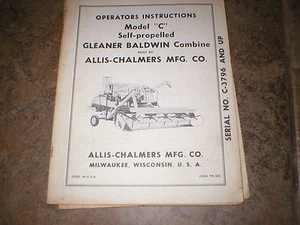 OPERATORS INSTRUCTIONS
Model "C"
Self-propelled
GLEANER BALDWIN Combine
BUILT BY
ALLIS-CHALMERS MFG. CO.
SERIAL NO. C-3796 AND UP
ALLIS-CHALMERS MFG. CO.
MILWAUKEE, WISCONSIN, U. S. A.